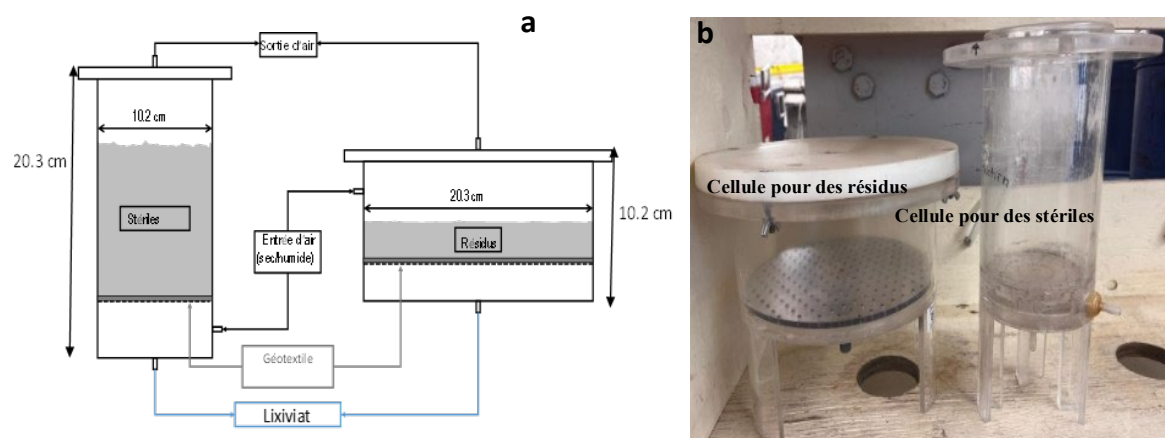 a
Sortie d'air
10.2 cm
20.3 cm
Stériles
20.3 cm
10.2 cm
Résidus
Entrée d'air
(sec/humide)
Géotextile
Lixiviat
b
Cellule pour des résidus
Cellule pour des stériles